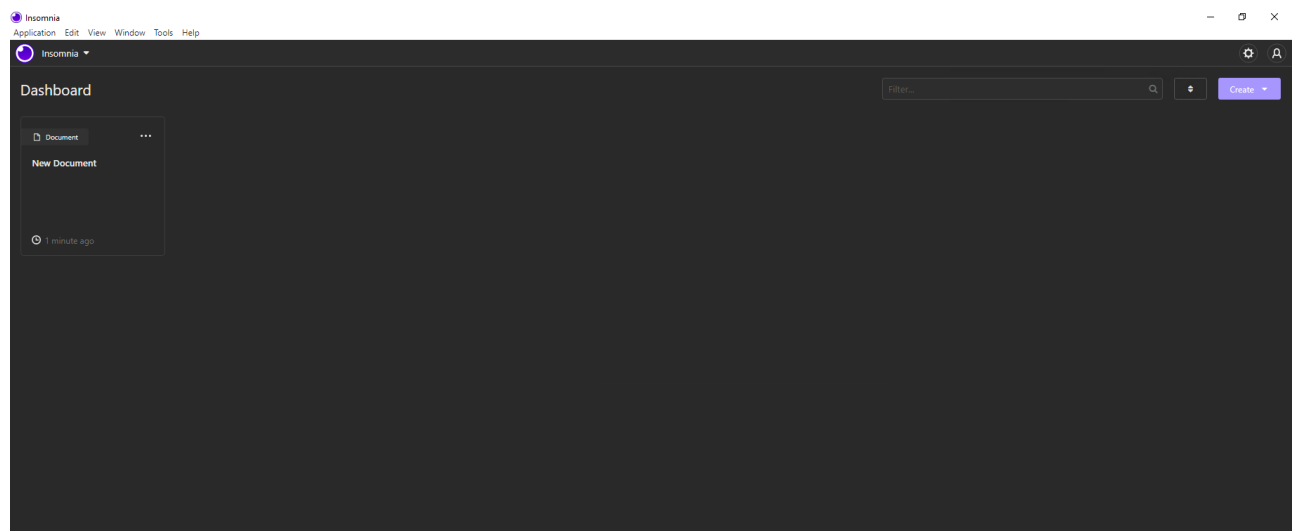 Insomnia
Application Edit View Window Tools Help
Insomnia
Dashboard
Filter...
Create
Document
New Document
1 minute ago